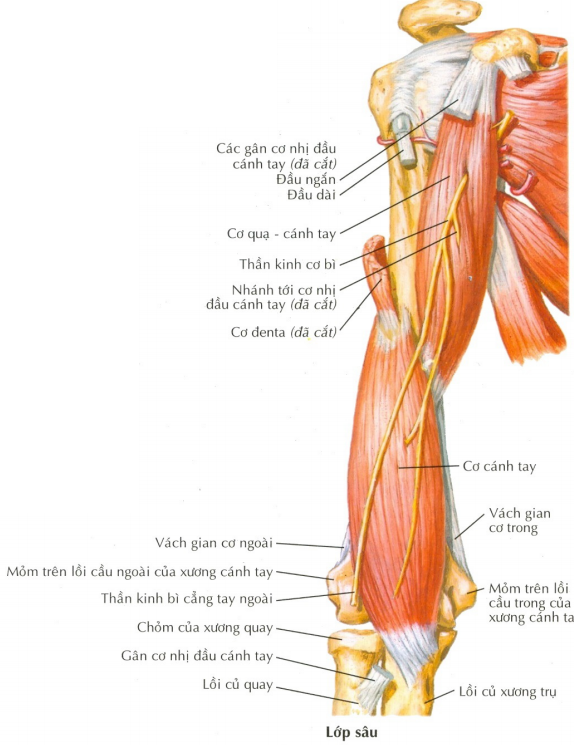 Các gân cơ nhị đầu
cánh tay (đã cắt)
Đầu ngắn
Đầu dài
Cơ quạ - cánh tay
Thần kinh cơ bì
Nhánh tới cơ nhị
đầu cánh tay (đã cắt)
Cơ đenta (đã cắt)
Cơ cánh tay
Vách gian
cơ trong
Vách gian cơ ngoài
Mỏm trên lồi cầu ngoài của xương cánh tay
Thần kinh bì cẳng tay ngoài
Mỏm trên lồi
cầu trong của
xương cánh ta
Chỏm của xương quay
Gân cơ nhị đầu cánh tay
Lồi củ quay
Lồi củ xương trụ
Lớp sâu